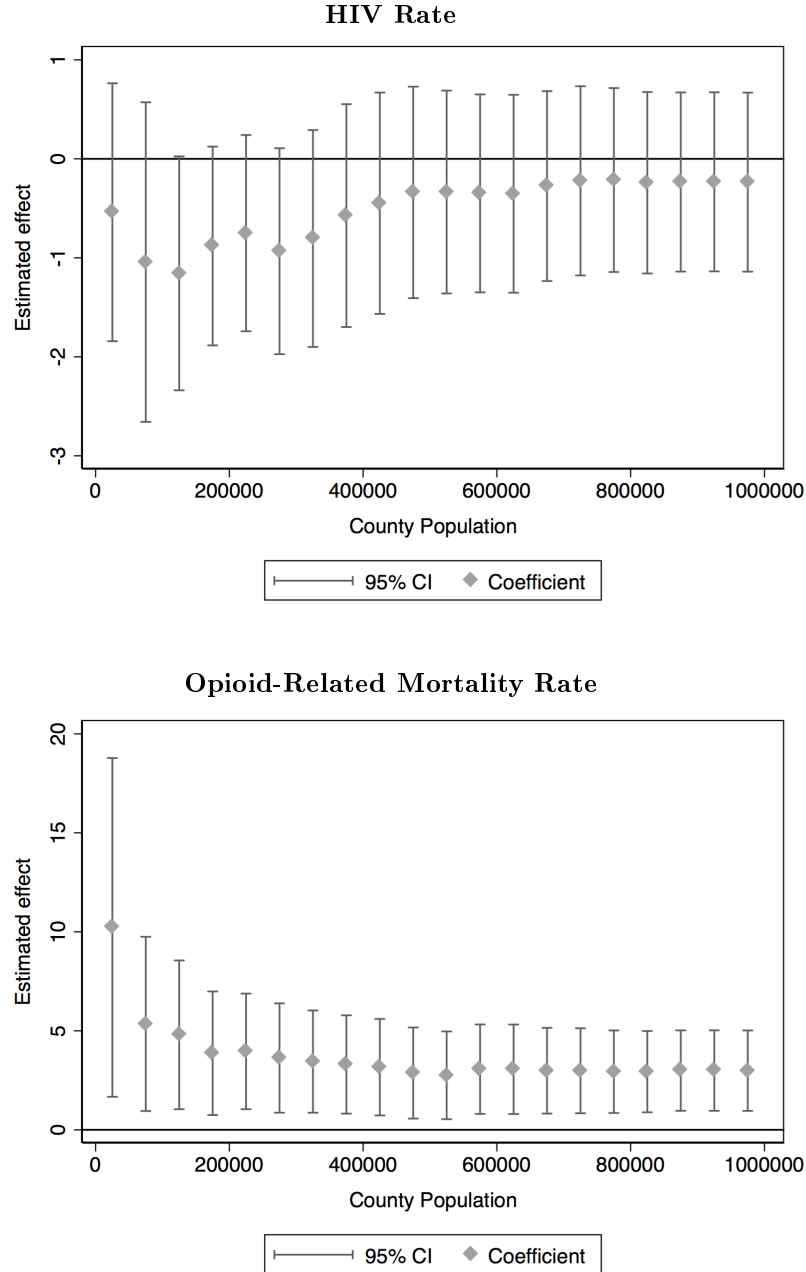 HIV Rate
1
0
-1
-2
-3
Estimated effect
0 200000 400000 600000 800000 1000000
County Population
95% CI Coefficient
Opioid-Related Mortality Rate
20
15
10
5
0
Estimated effect
0 200000 400000 600000 800000 1000000
County Population
95% CI Coefficient